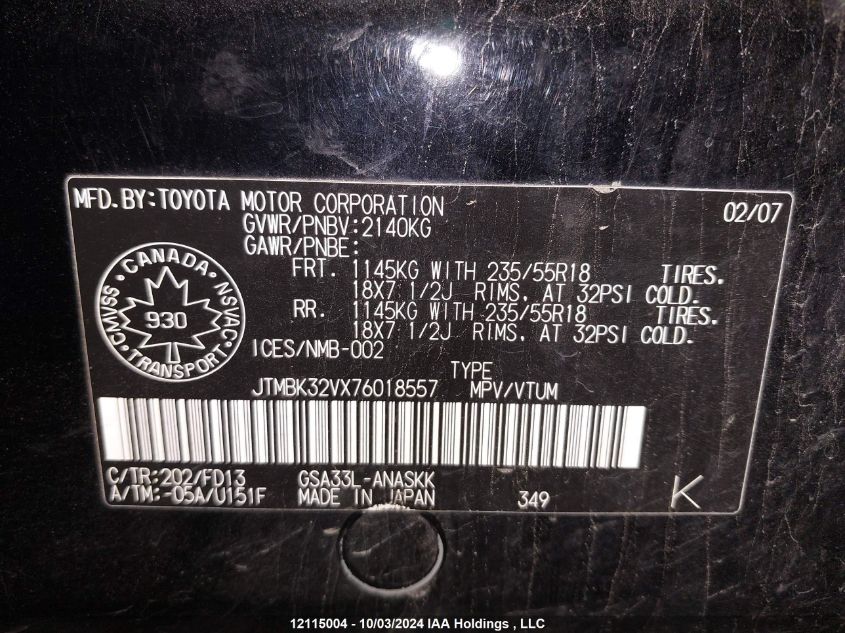 MFD. BY: TOYOTA MOTOR CORPORATION 02/07
GVWR/PNBV: 2140KG
GAWR/PNBE:
FRT. 1145KG WITH 235/55R18 TIRES.
18X7 1/2J RIMS, AT 32PSI COLD.
RR. 1145KG WITH 235/55R18 TIRES.
18X7 1/2J RIMS, AT 32PSI COLD.
CANADA
CMVSS 930 NSVAC
TRANSPORT
ICES/NMB-002
TYPE
JTMBK32VX76018557 MPV/VTUM
C/TR: 202/FD13 GSA33L-ANASKK
A/TM: -05A/U151F MADE IN JAPAN 349 K
12115004 - 10/03/2024 IAA Holdings , LLC